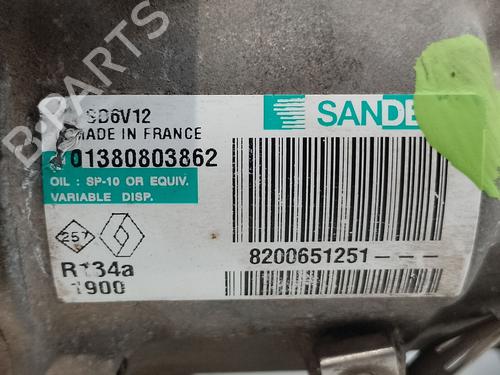 SD6V12
MADE IN FRANCE
01380803862
OIL : SP-10 OR EQUIV.
VARIABLE DISP.
257
R134a
1900
SANDE
8200651251---
B-PARTS